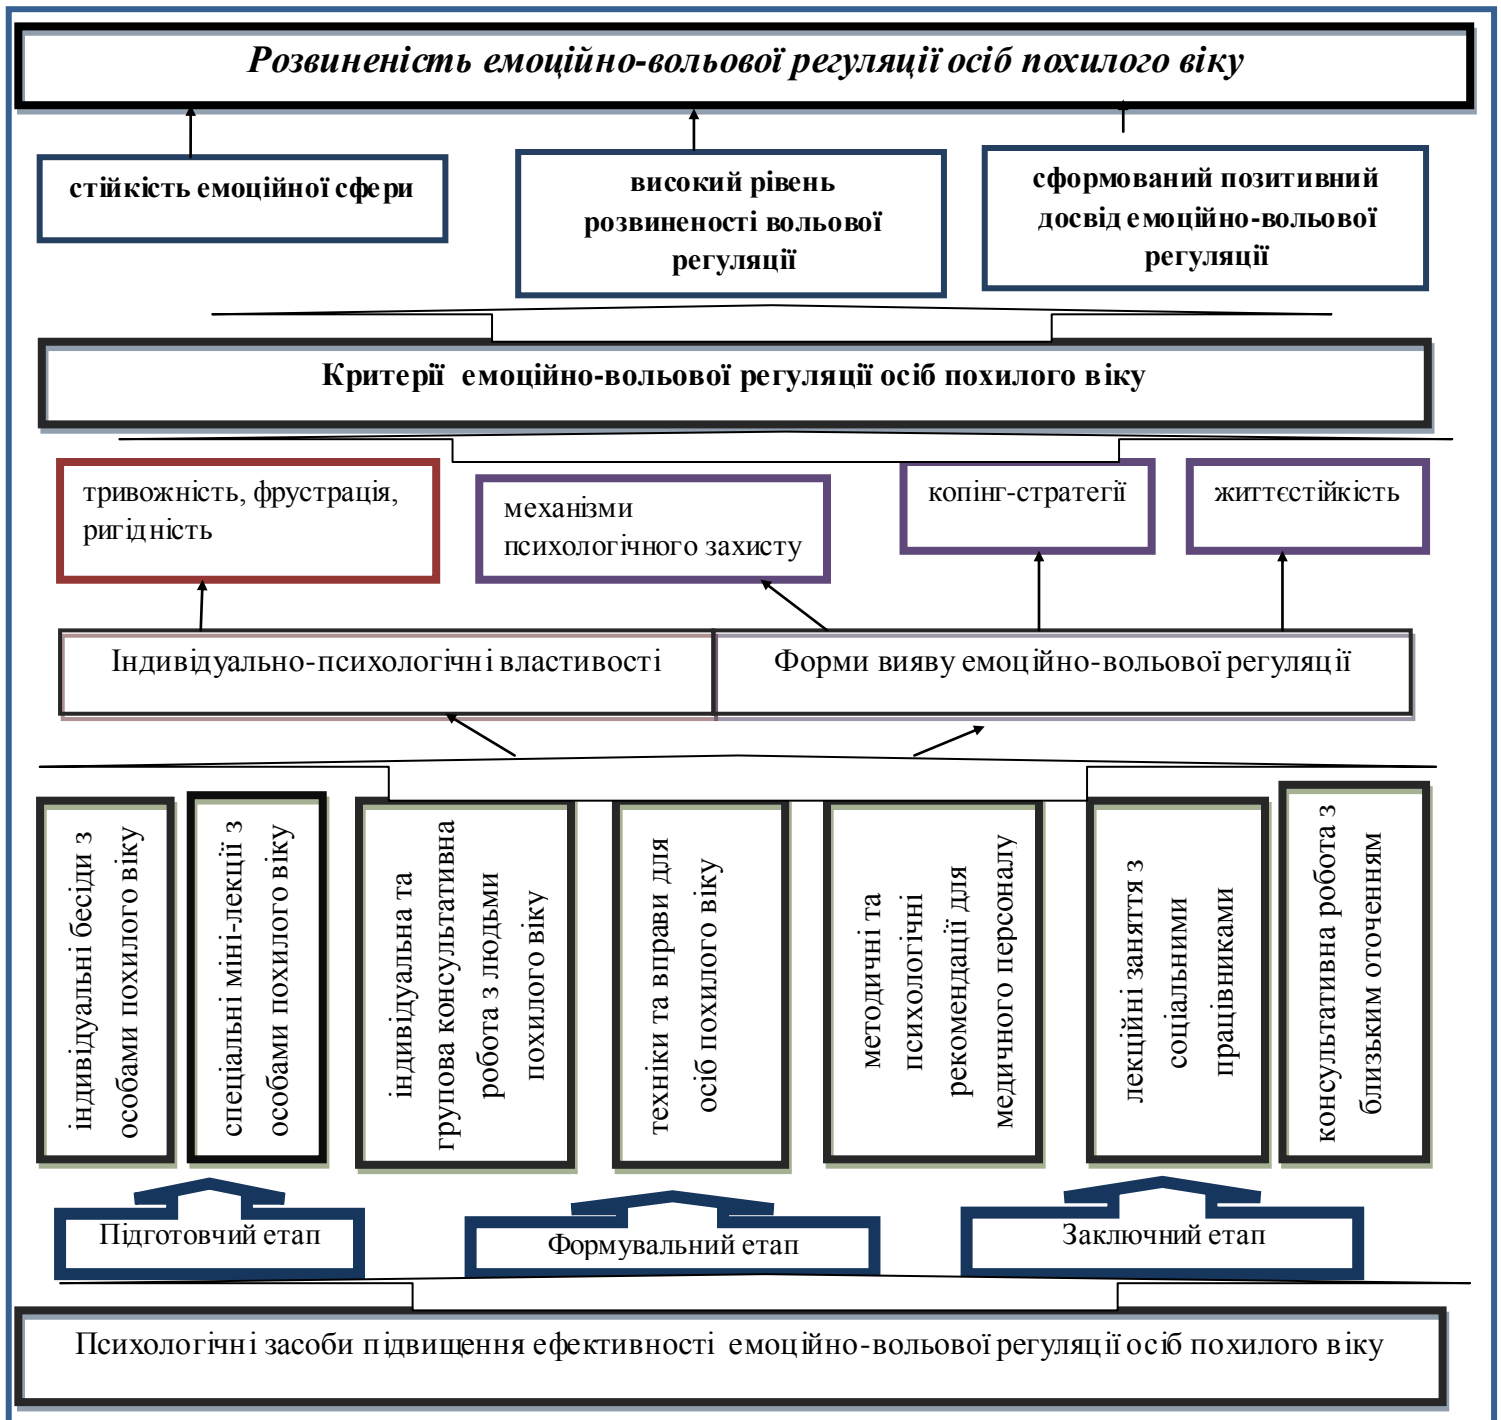 Розвиненість емоційно-вольової регуляції осіб похилого віку
стійкість емоційної сфери
високий рівень
розвиненості вольової
регуляції
сформований позитивний
досвід емоційно-вольової
регуляції
Критерії емоційно-вольової регуляції осіб похилого віку
тривожність, фрустрація,
ригідність
механізми
психологічного захисту
копінг-стратегії
життєстійкість
Індивідуально-психологічні властивості
Форми вияву емоційно-вольової регуляції
індивідуальні бесіди з
особами похилого віку
спеціальні міні-лекції з
особами похилого віку
індивідуальна та
групова консультативна
робота з людьми
похилого віку
техніки та вправи для
осіб похилого віку
методичні та
психологічні
рекомендації для
медичного персоналу
лекційні заняття з
соціальними
працівниками
консультативна робота з
близьким оточенням
Підготовчий етап
Формувальний етап
Заключний етап
Психологічні засоби підвищення ефективності емоційно-вольової регуляції осіб похилого віку